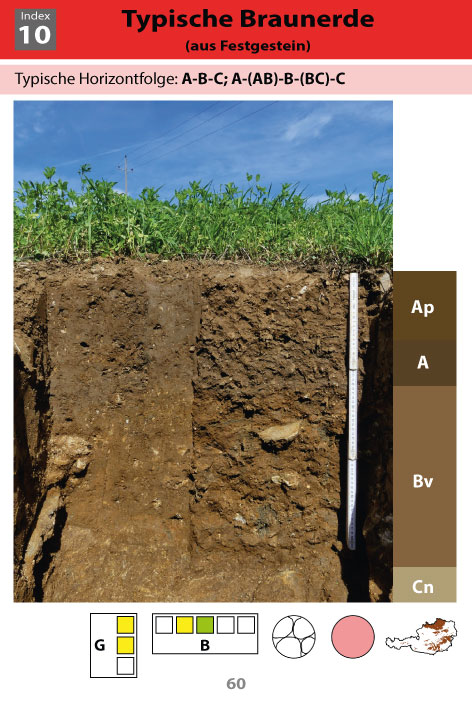 Index
10
Typische Braunerde
(aus Festgestein)
Typische Horizontfolge: A-B-C; A-(AB)-B-(BC)-C
Ap
A
Bv
Cn
G
B
60